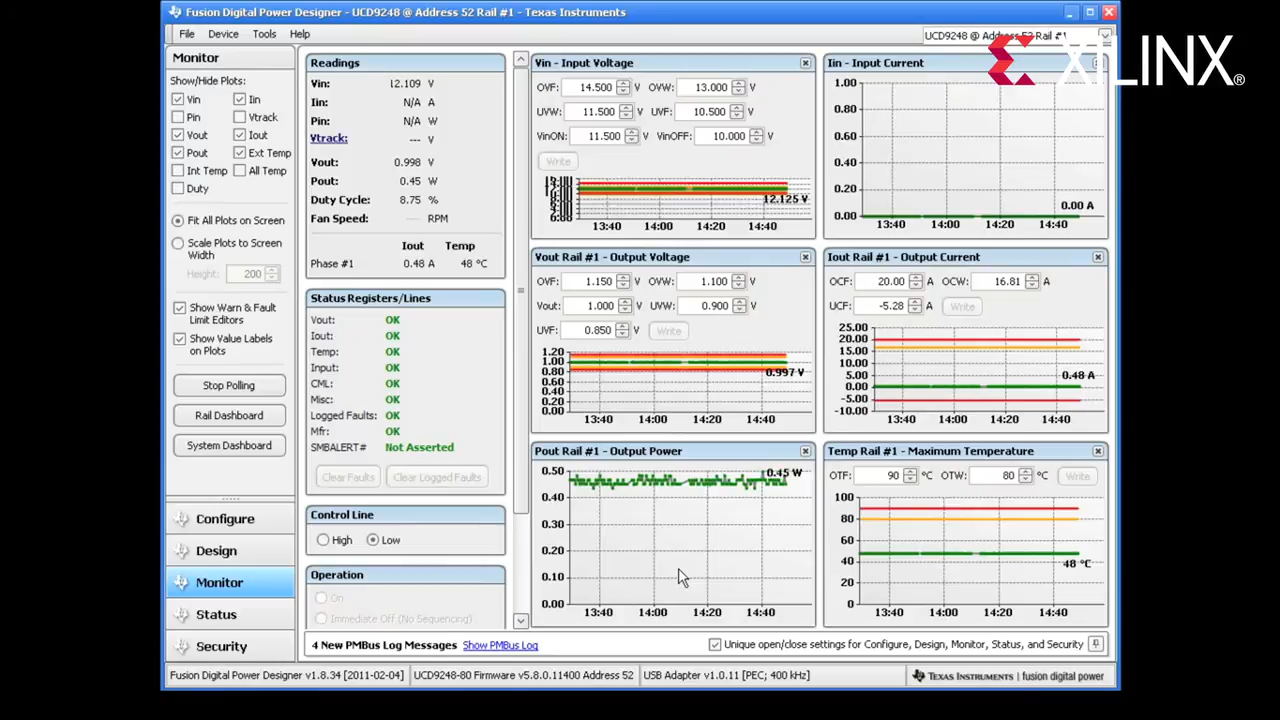 Fusion Digital Power Designer - UCD9248 @ Address 52 Rail #1 - Texas Instruments
File Device Tools Help
UCD9248 @ Address 52 Rail #1
XILINX®
Monitor
Show/Hide Plots:
Vin Iin
Pin Vtrack
Vout Iout
Pout Ext Temp
Int Temp All Temp
Duty
Fit All Plots on Screen
Scale Plots to Screen
Width
Height: 200
Show Warn & Fault
Limit Editors
Show Value Labels
on Plots
Stop Polling
Rail Dashboard
System Dashboard
Configure
Design
Monitor
Status
Security
Readings
Vin: 12.109 V
Iin: N/A A
Pin: N/A W
Vtrack: --- V
Vout: 0.998 V
Pout: 0.45 W
Duty Cycle: 8.75 %
Fan Speed: RPM
Iout Temp
Phase #1 0.48 A 48 °C
Status Registers/Lines
Vout: OK
Iout: OK
Temp: OK
Input: OK
CML: OK
Misc: OK
Logged Faults: OK
Mfr: OK
SMBALERT# Not Asserted
Clear Faults Clear Logged Faults
Control Line
High Low
Operation
On
Immediate Off (No Sequencing)
Vin - Input Voltage
OVF: 14.500 V OVW: 13.000 V
UVW: 11.500 V UVF: 10.500 V
VinON: 11.500 V VinOFF: 10.000 V
Write
12.125 V
13:40 14:00 14:20 14:40
Iin - Input Current
1.00
0.80
0.60
0.40
0.20
0.00
0.00 A
13:40 14:00 14:20 14:40
Vout Rail #1 - Output Voltage
OVF: 1.150 V OVW: 1.100 V
Vout: 1.000 V UVW: 0.900 V
UVF: 0.850 V Write
1.20
1.00
0.80
0.60
0.40
0.20
0.00
0.997 V
13:40 14:00 14:20 14:40
Iout Rail #1 - Output Current
OCF: 20.00 A OCW: 16.81 A
UCF: -5.28 A Write
25.00
20.00
15.00
10.00
5.00
0.00
-5.00
-10.00
0.48 A
13:40 14:00 14:20 14:40
Pout Rail #1 - Output Power
0.50
0.40
0.30
0.20
0.10
0.00
0.45 W
13:40 14:00 14:20 14:40
Temp Rail #1 - Maximum Temperature
OTF: 90 °C OTW: 80 °C Write
100
80
60
40
20
0
48 °C
13:40 14:00 14:20 14:40
4 New PMBus Log Messages Show PMBus Log
Unique open/close settings for Configure, Design, Monitor, Status, and Security
Fusion Digital Power Designer v1.8.34 [2011-02-04] UCD9248-80 Firmware v5.8.0.11400 Address 52 USB Adapter v1.0.11 [PEC; 400 kHz] TEXAS INSTRUMENTS | fusion digital power